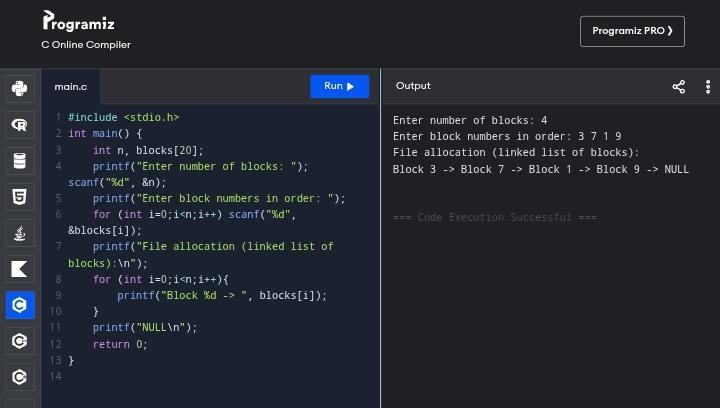 Programiz
C Online Compiler
Programiz PRO ❯
main.c
Run ▶
Output
1 #include <stdio.h>
2 int main() {
3     int n, blocks[20];
4     printf("Enter number of blocks: ");
scanf("%d", &n);
5     printf("Enter block numbers in order: ");
6     for (int i=0;i<n;i++) scanf("%d",
&blocks[i]);
7     printf("File allocation (linked list of
blocks):\n");
8     for (int i=0;i<n;i++){
9         printf("Block %d -> ", blocks[i]);
10     }
11     printf("NULL\n");
12     return 0;
13 }
14
Enter number of blocks: 4
Enter block numbers in order: 3 7 1 9
File allocation (linked list of blocks):
Block 3 -> Block 7 -> Block 1 -> Block 9 -> NULL
=== Code Execution Successful ===